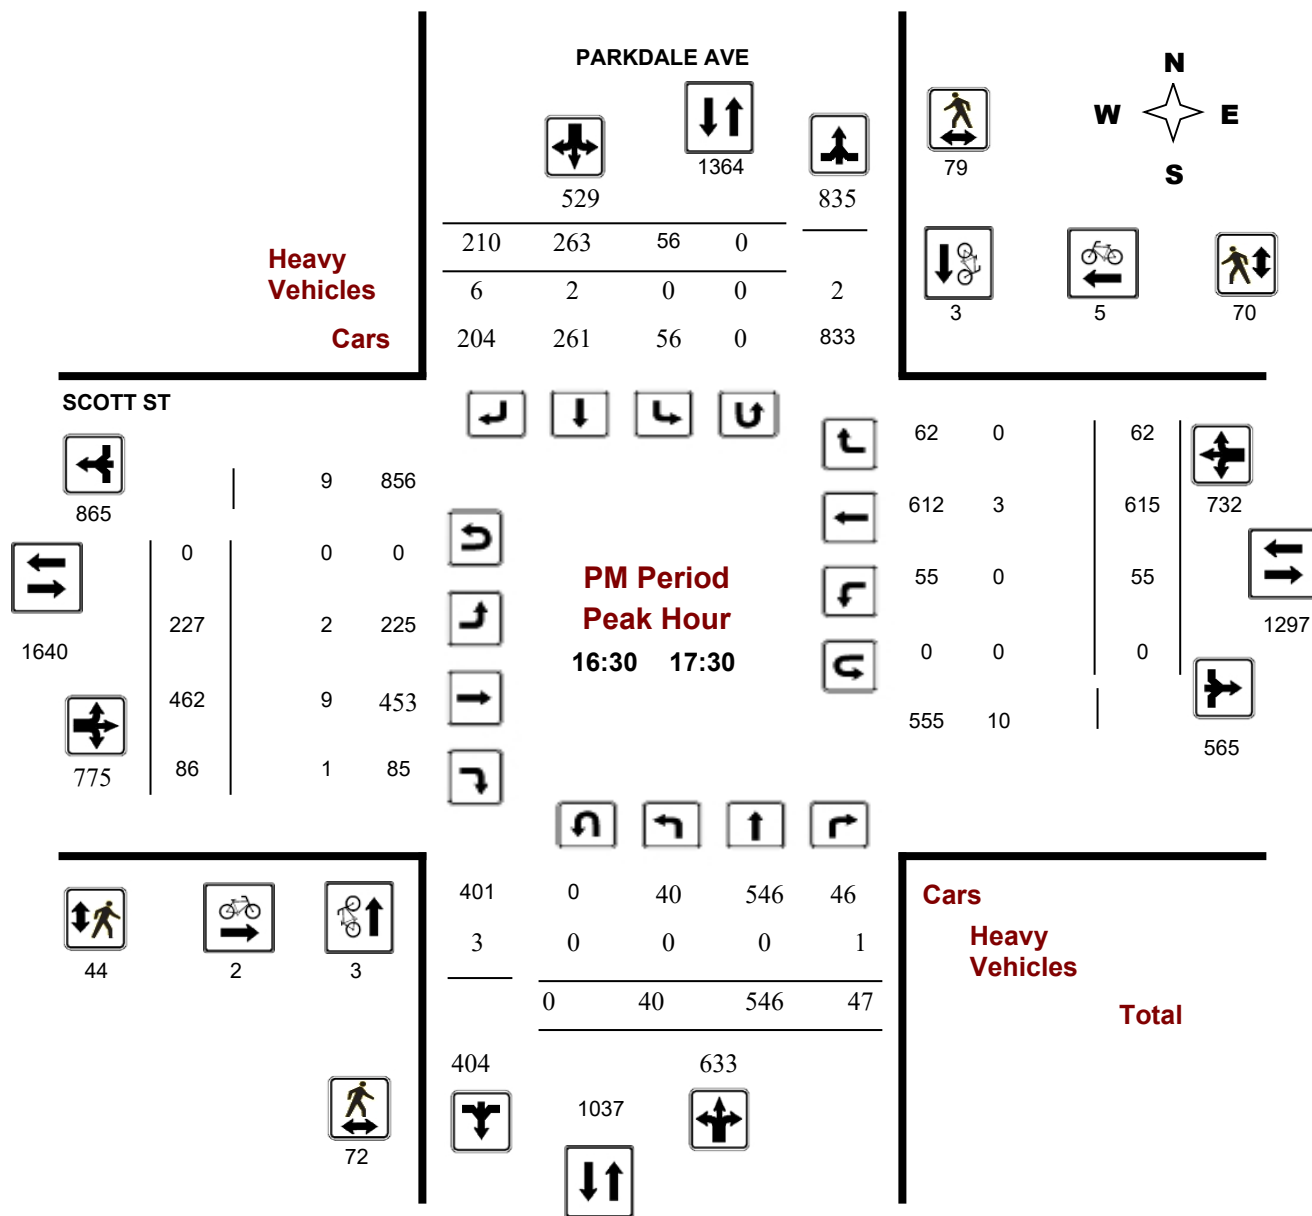 PARKDALE AVE
N
W E
S
1364
79
529 835
210 263 56 0
Heavy
Vehicles 6 2 0 0 2
Cars 204 261 56 0 833
3 5 70
SCOTT ST
62 0 62
9 856
865
612 3 615 732
0 0 0
PM Period
55 0 55
Peak Hour
227 2 225
1297
1640
16:30 17:30
0 0 0
462 9 453
555 10
565
775 86 1 85
401 0 40 546 46
Cars
3 0 0 0 1
Heavy
Vehicles
44 2 3
0 40 546 47
Total
404 633
1037
72